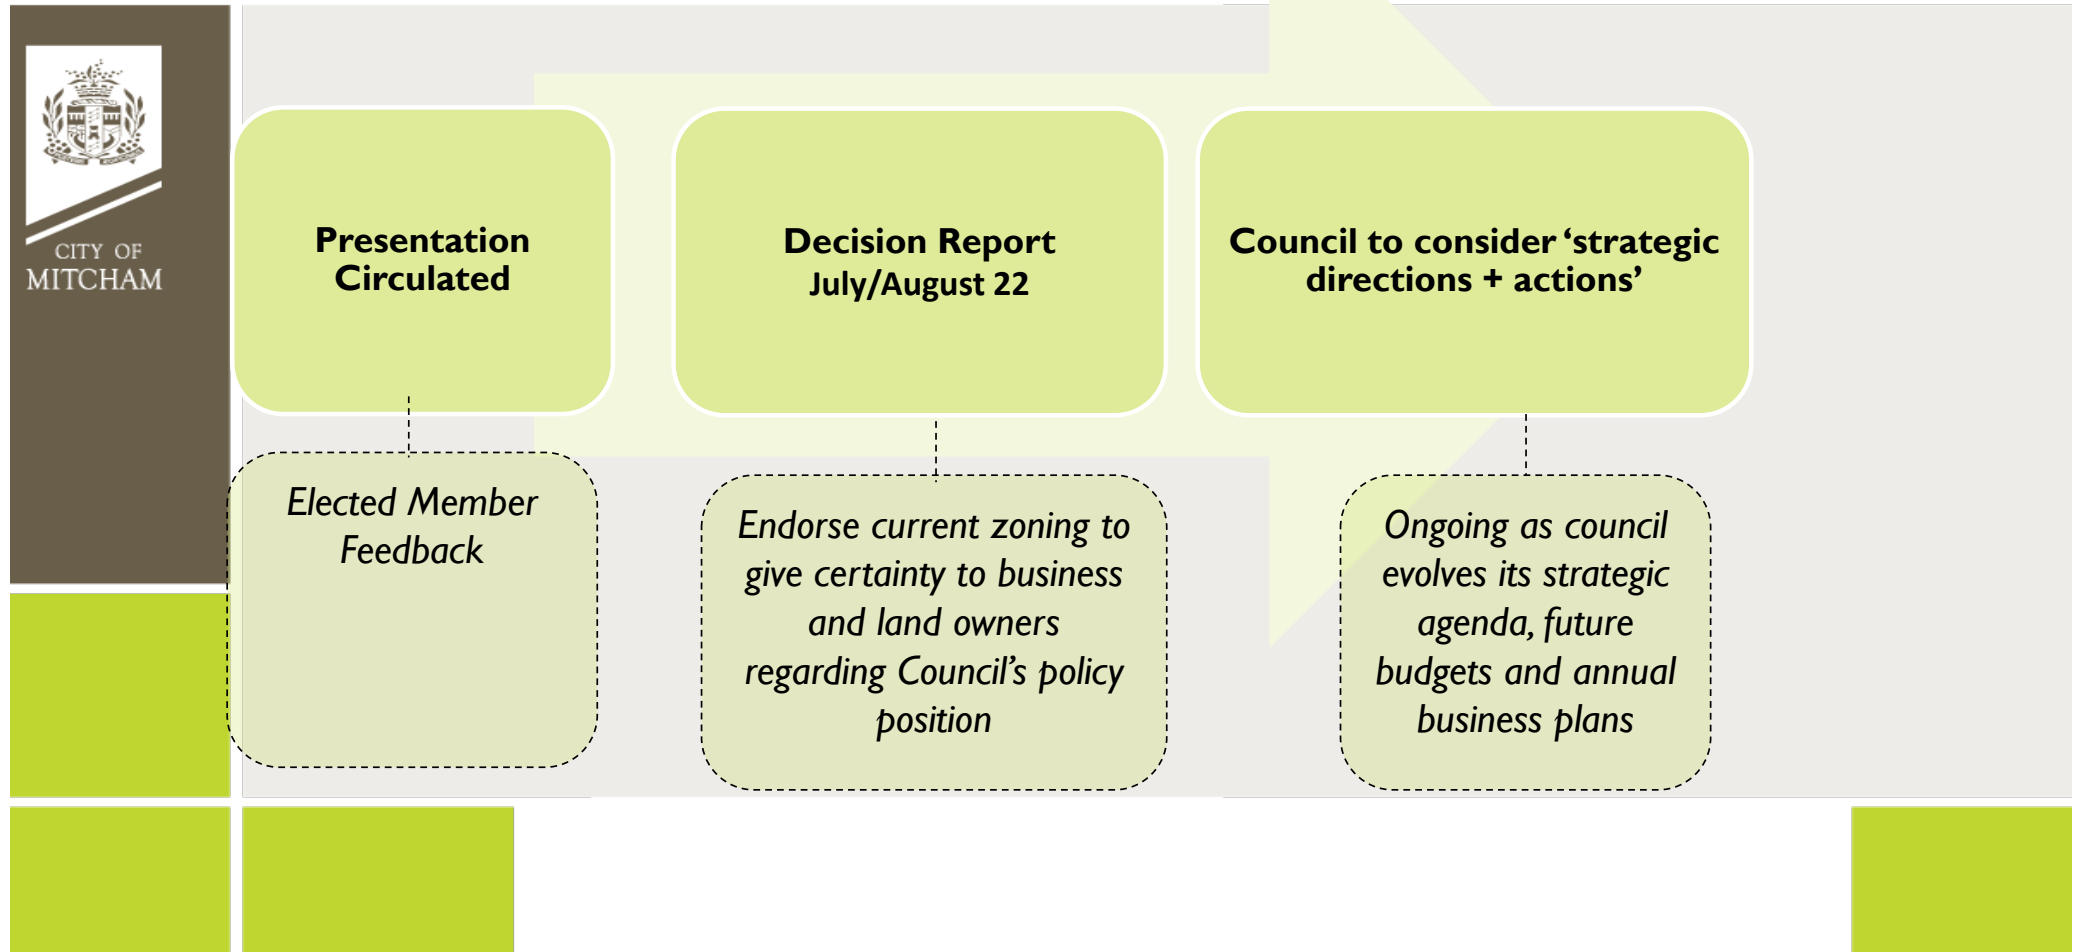 CITY OF
MITCHAM
Presentation
Circulated
Decision Report
July/August 22
Council to consider ‘strategic
directions + actions’
Elected Member
Feedback
Endorse current zoning to
give certainty to business
and land owners
regarding Council’s policy
position
Ongoing as council
evolves its strategic
agenda, future
budgets and annual
business plans